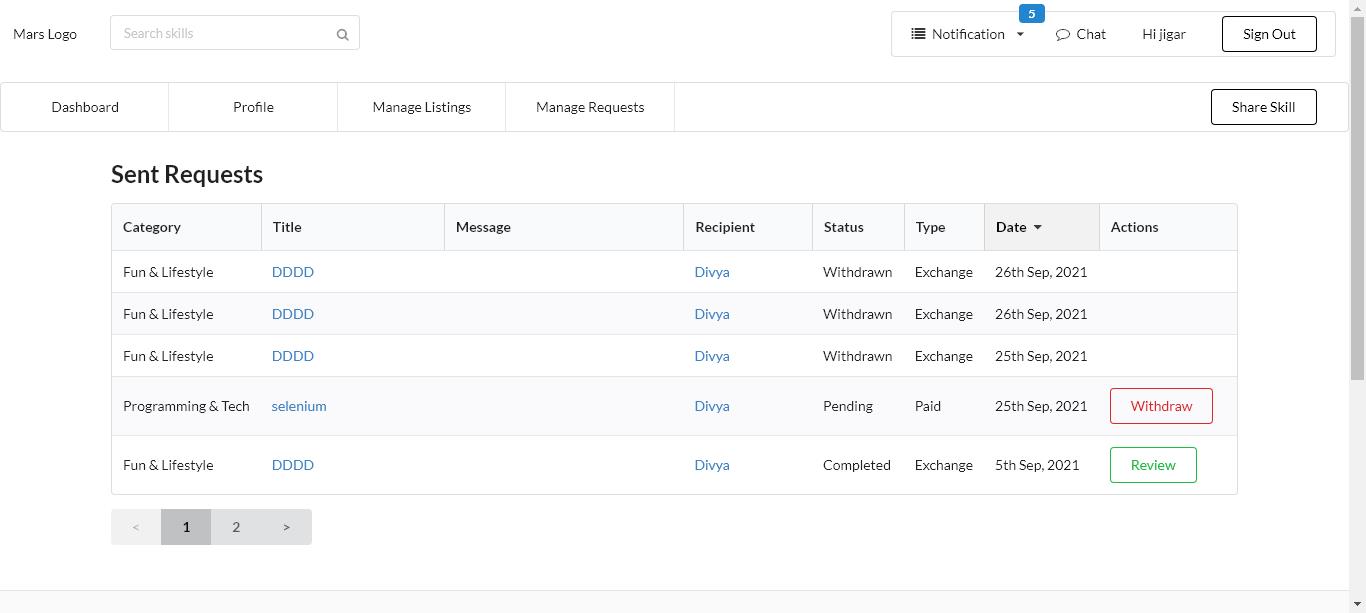 5
Mars Logo Search skills Notification Chat Hi jigar Sign Out
Dashboard Profile Manage Listings Manage Requests Share Skill
Sent Requests
Category Title Message Recipient Status Type Date Actions
Fun & Lifestyle DDDD Divya Withdrawn Exchange 26th Sep, 2021
Fun & Lifestyle DDDD Divya Withdrawn Exchange 26th Sep, 2021
Fun & Lifestyle DDDD Divya Withdrawn Exchange 25th Sep, 2021
Programming & Tech selenium Divya Pending Paid 25th Sep, 2021 Withdraw
Fun & Lifestyle DDDD Divya Completed Exchange 5th Sep, 2021 Review
< 1 2 >